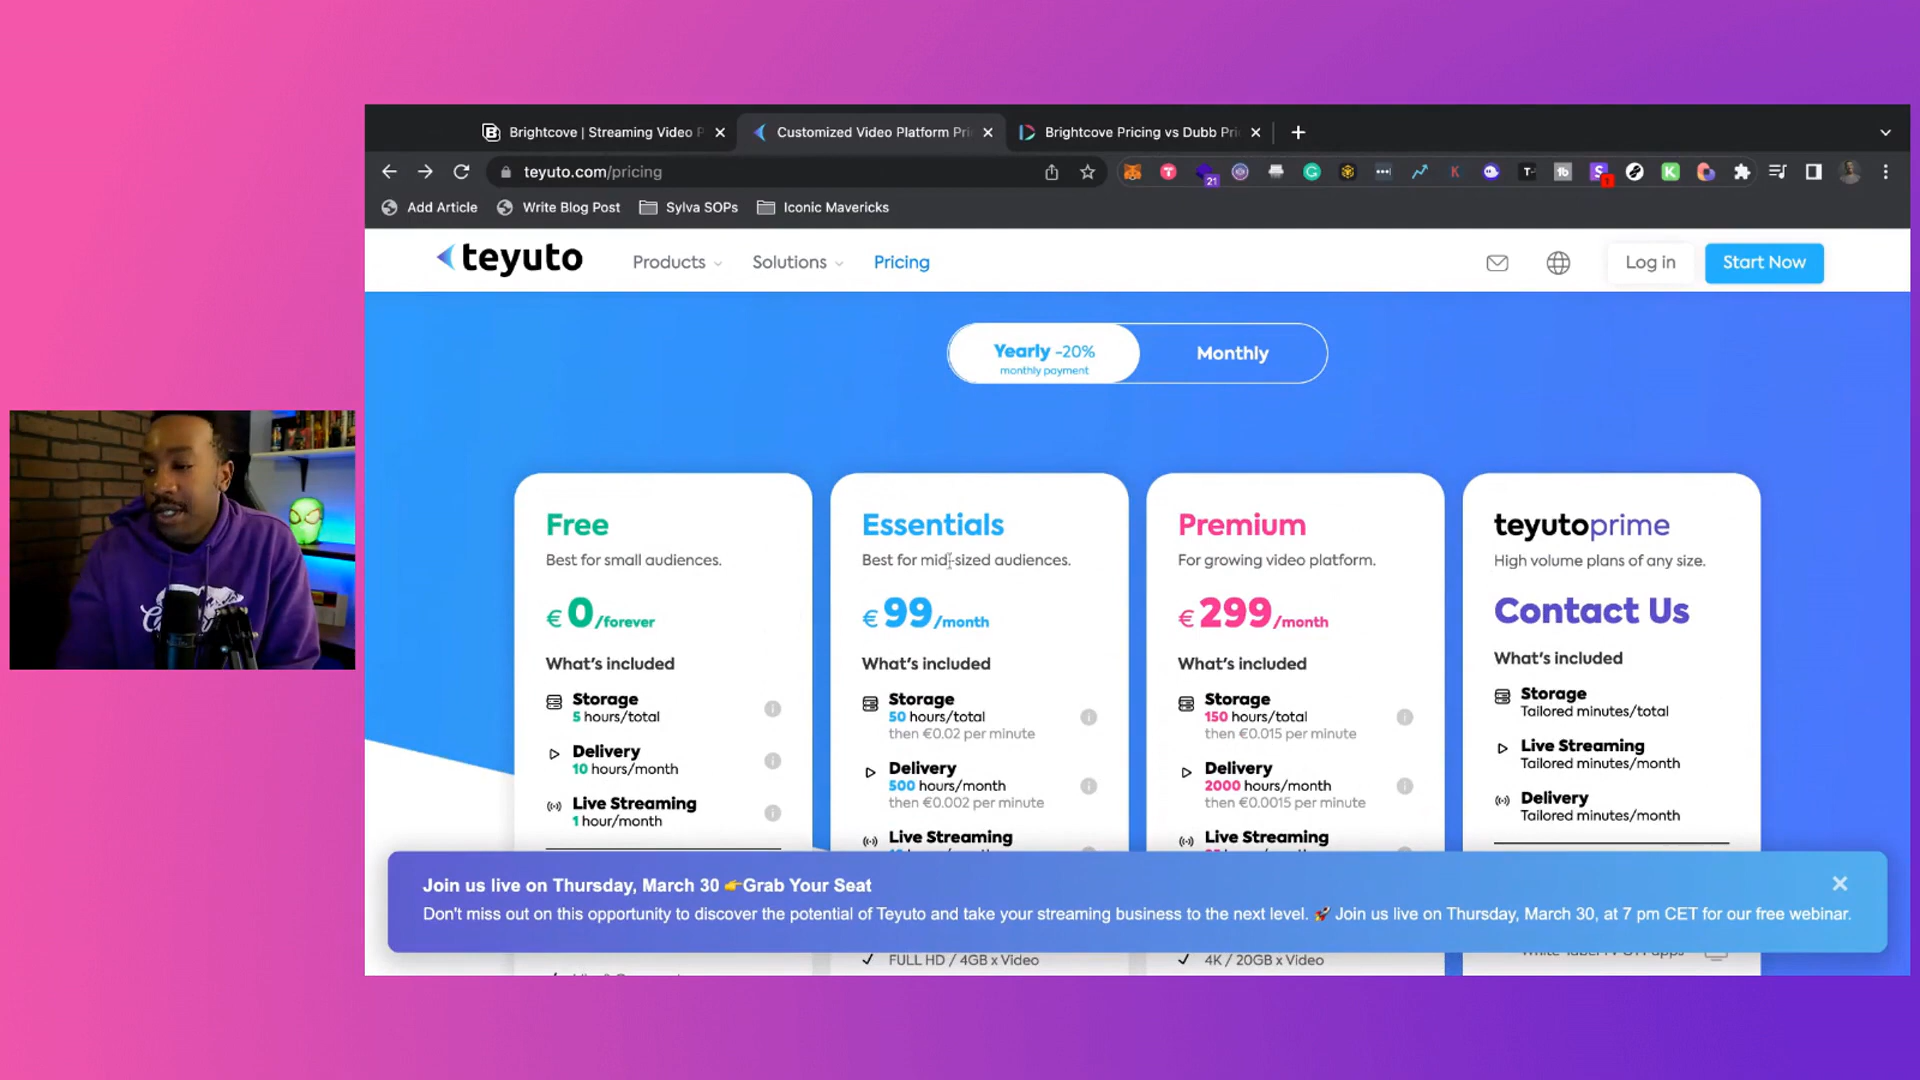 Brightcove | Streaming Video P
Customized Video Platform Pri
Brightcove Pricing vs Dubb Pri
teyuto.com/pricing
21
1
Add Article
Write Blog Post
Sylva SOPs
Iconic Mavericks
teyuto
Products
Solutions
Pricing
Log in
Start Now
Yearly -20%
monthly payment
Monthly
Free
Best for small audiences.
€ 0 /forever
What's included
Storage
5 hours/total
Delivery
10 hours/month
Live Streaming
1 hour/month
Essentials
Best for mid-sized audiences.
€ 99 /month
What's included
Storage
50 hours/total
then €0.02 per minute
Delivery
500 hours/month
then €0.002 per minute
Live Streaming
FULL HD / 4GB x Video
Premium
For growing video platform.
€ 299 /month
What's included
Storage
150 hours/total
then €0.015 per minute
Delivery
2000 hours/month
then €0.0015 per minute
Live Streaming
4K / 20GB x Video
teyutoprime
High volume plans of any size.
Contact Us
What's included
Storage
Tailored minutes/total
Live Streaming
Tailored minutes/month
Delivery
Tailored minutes/month
Join us live on Thursday, March 30 👉Grab Your Seat
Don't miss out on this opportunity to discover the potential of Teyuto and take your streaming business to the next level. 🚀 Join us live on Thursday, March 30, at 7 pm CET for our free webinar.